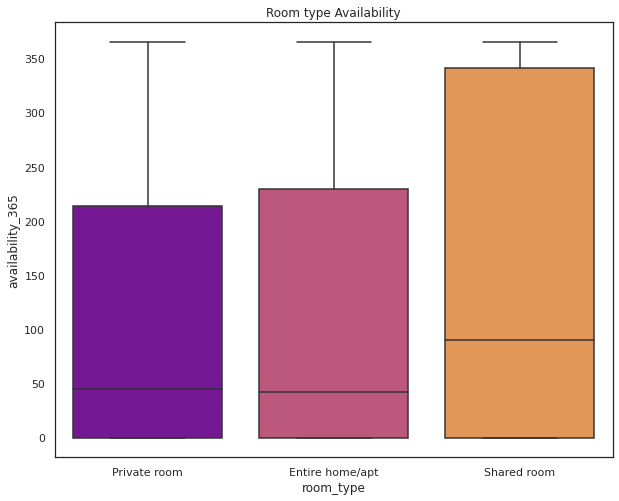 Room type Availability
350
300
250
200
150
100
50
0
availability_365
Private room
Entire home/apt
Shared room
room_type